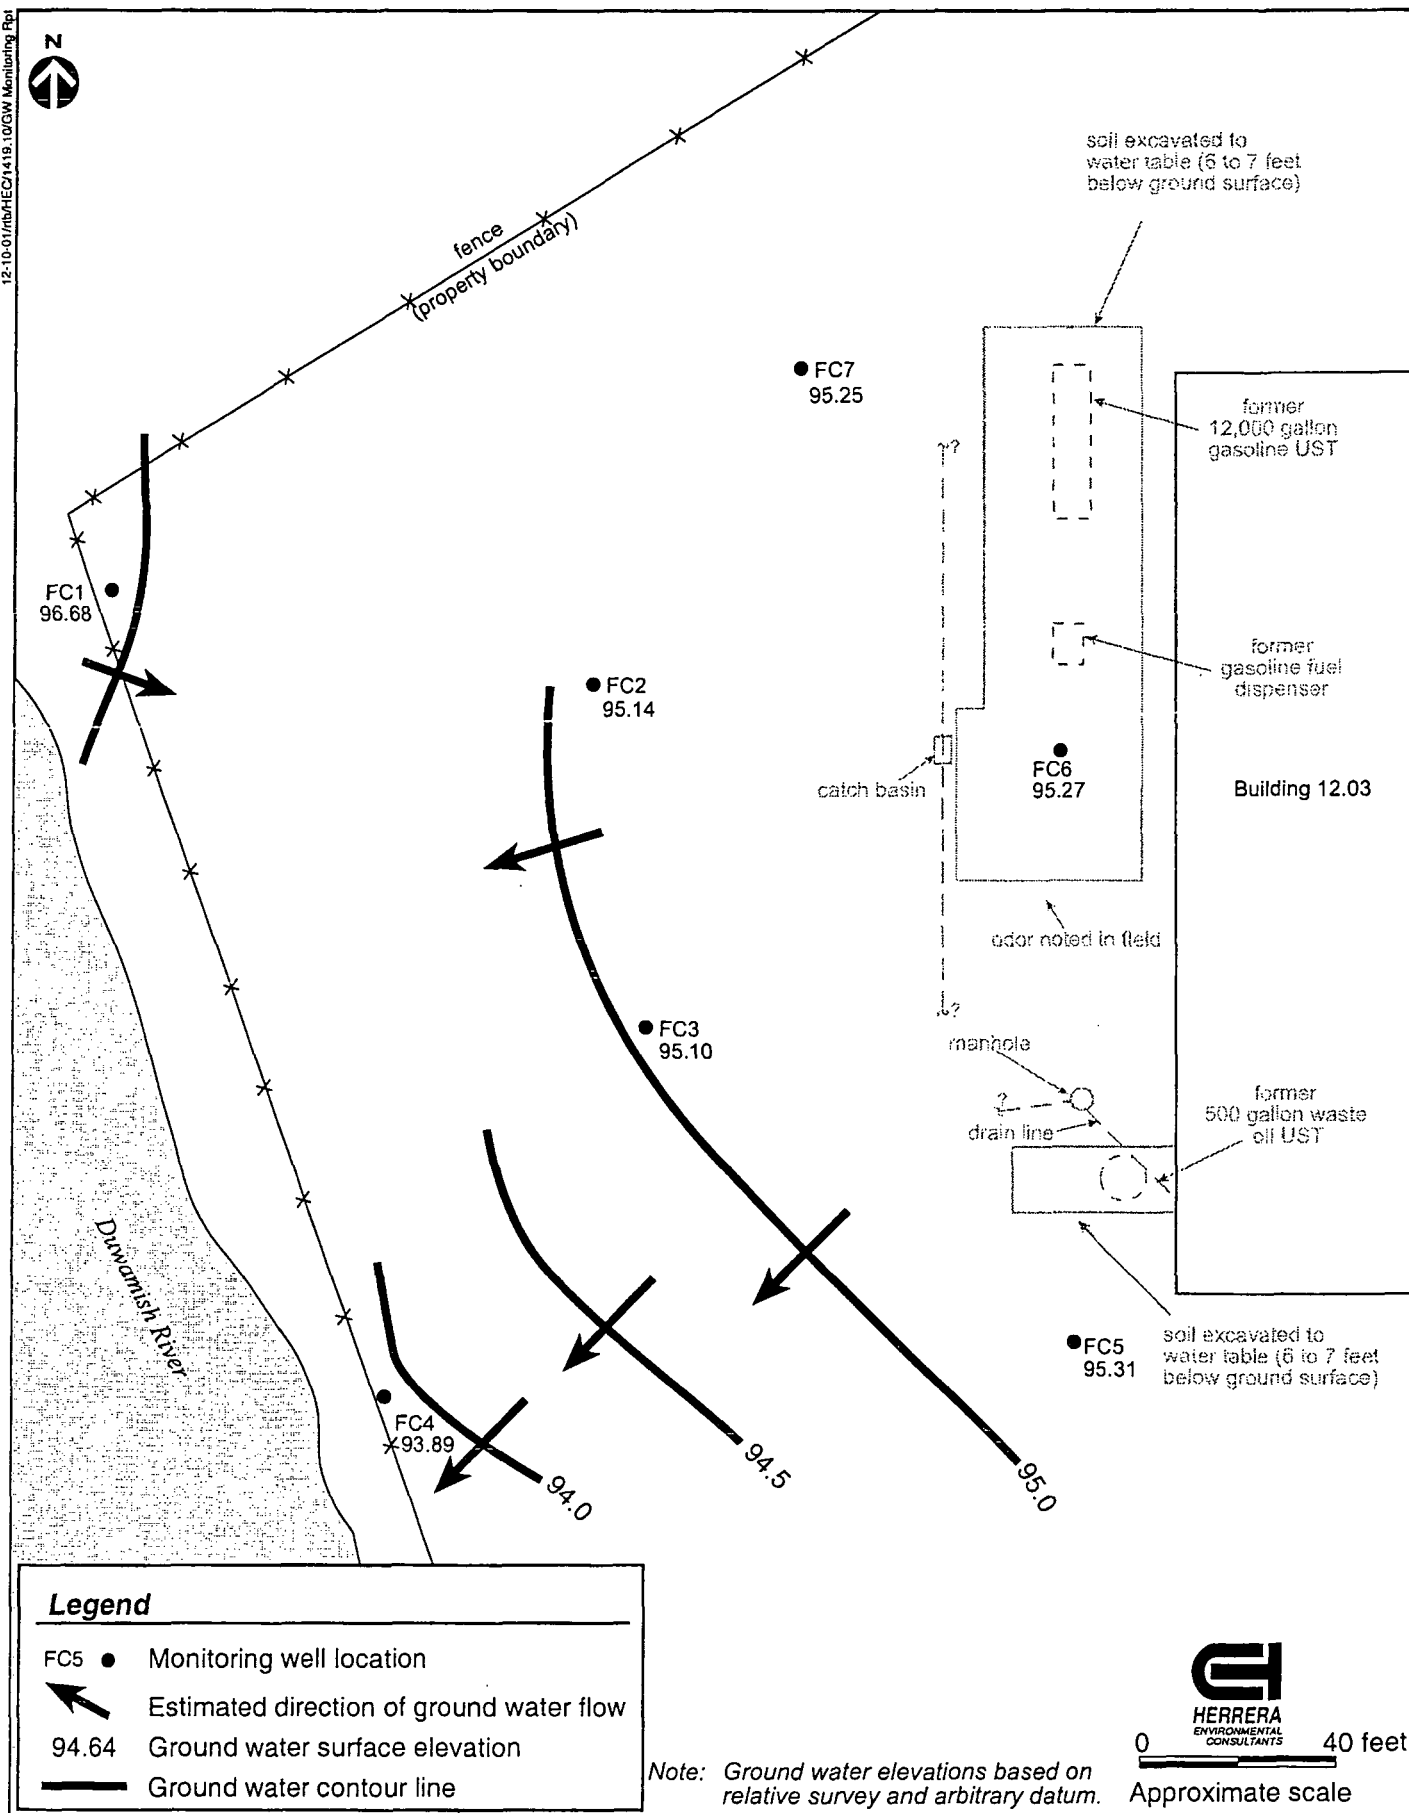 12-10-01/rtb/HEC/1419.10/GW Monitoring Rpt
N
fence
(property boundary)
soil excavated to
water table (6 to 7 feet
below ground surface)
FC7
95.25
?
former
12,000 gallon
gasoline UST
FC1
96.68
former
gasoline fuel
dispenser
FC2
95.14
catch basin
FC6
95.27
Building 12.03
odor noted in field
?
FC3
95.10
manhole
?
drain line
former
500 gallon waste
oil UST
Duwamish River
FC5
95.31
soil excavated to
water table (6 to 7 feet
below ground surface)
FC4
93.89
94.0
94.5
95.0
Legend
FC5 Monitoring well location
Estimated direction of ground water flow
94.64 Ground water surface elevation
Ground water contour line
Note: Ground water elevations based on
relative survey and arbitrary datum.
HERRERA
ENVIRONMENTAL
CONSULTANTS
0 40 feet
Approximate scale